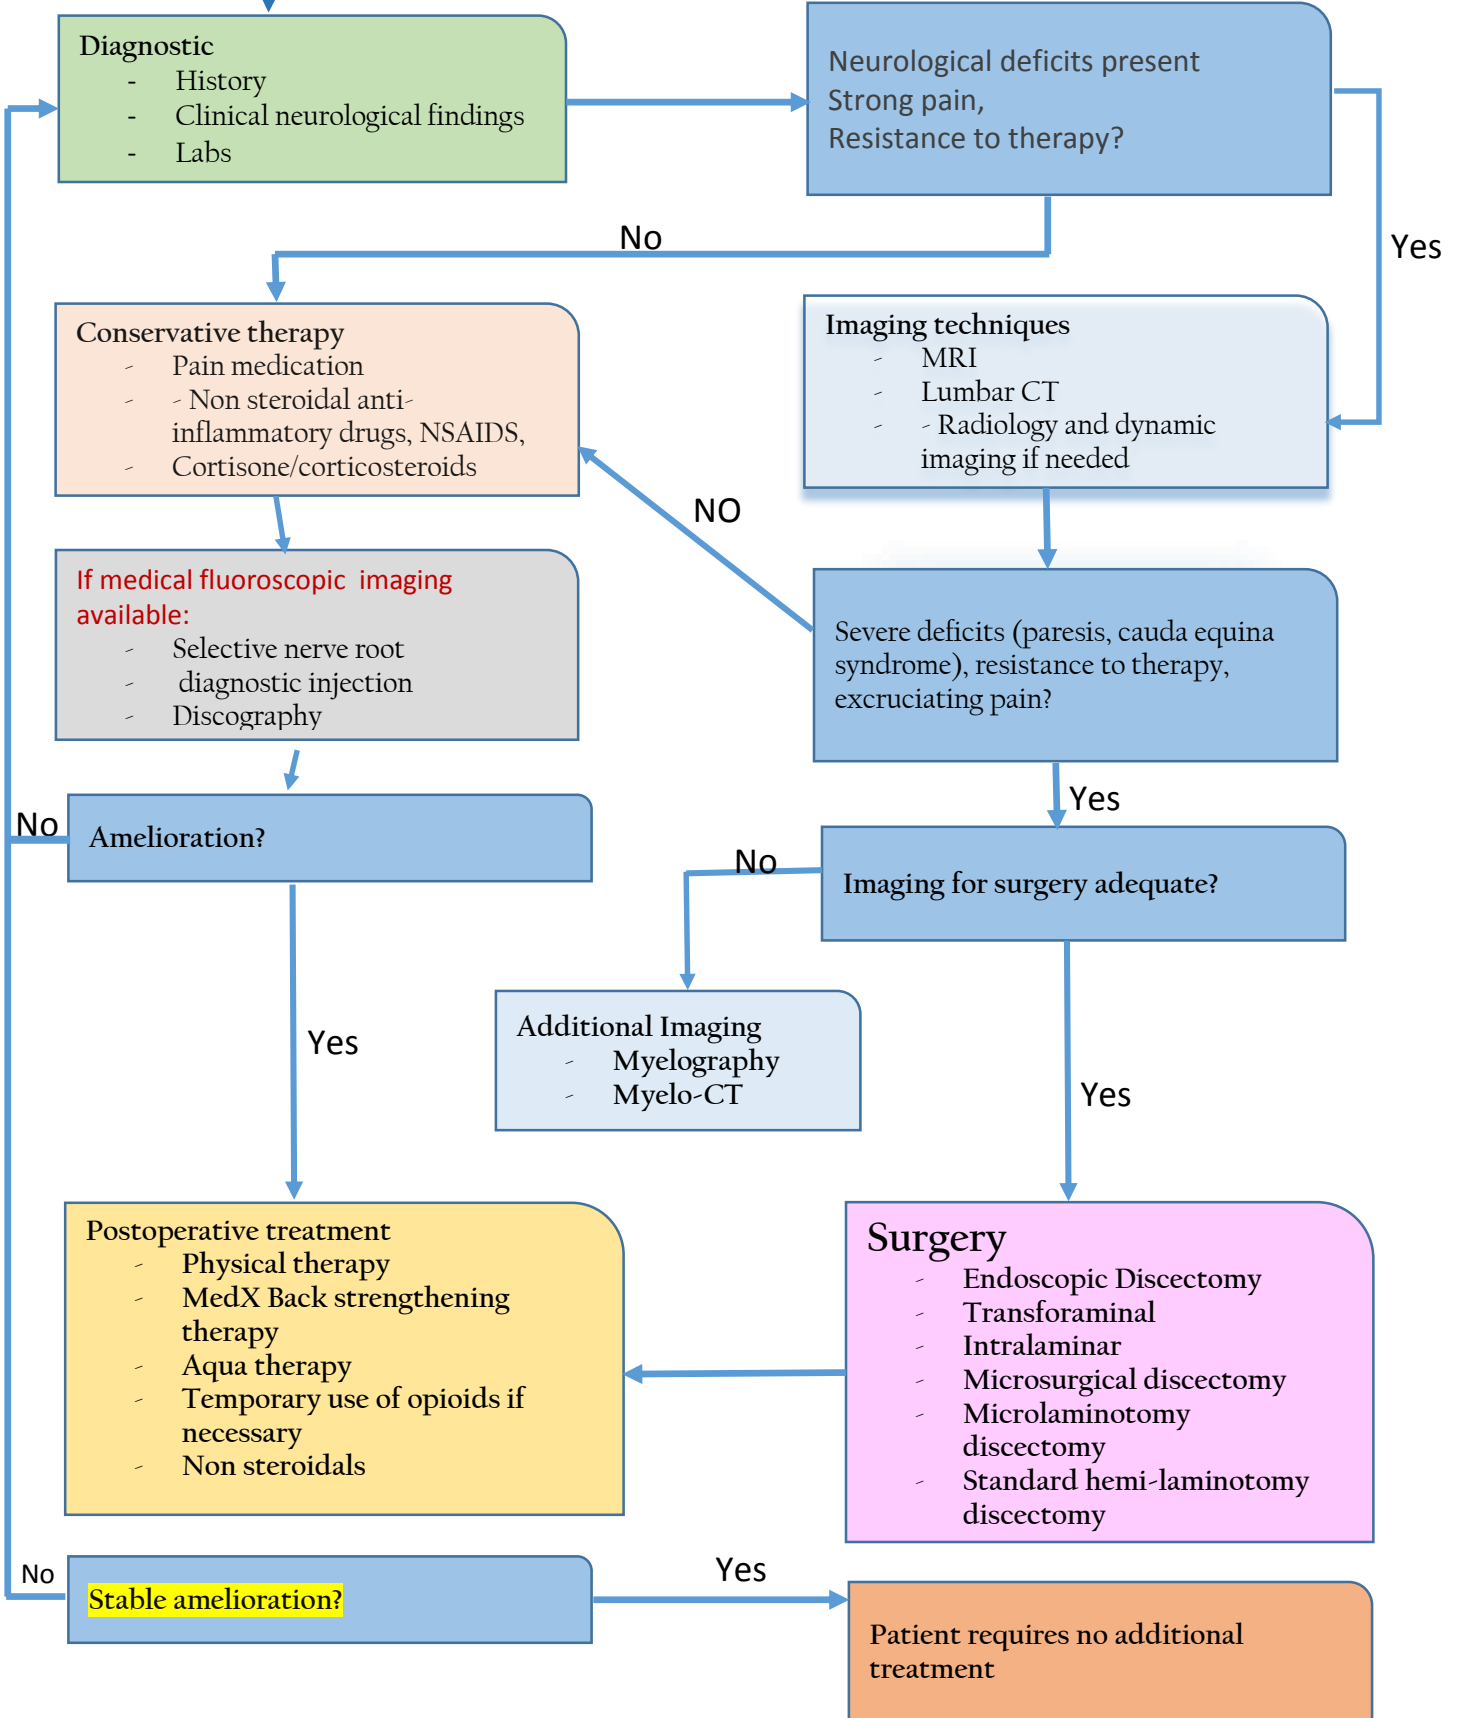 Diagnostic
- History
- Clinical neurological findings
- Labs
Neurological deficits present
Strong pain,
Resistance to therapy?
No
Yes
Conservative therapy
- Pain medication
- - Non steroidal anti-
inflammatory drugs, NSAIDS,
- Cortisone/corticosteroids
Imaging techniques
- MRI
- Lumbar CT
- - Radiology and dynamic
imaging if needed
NO
If medical fluoroscopic imaging
available:
- Selective nerve root
- diagnostic injection
- Discography
Severe deficits (paresis, cauda equina
syndrome), resistance to therapy,
excruciating pain?
Yes
No
Amelioration?
No
Imaging for surgery adequate?
Yes
Additional Imaging
- Myelography
- Myelo-CT
Yes
Postoperative treatment
- Physical therapy
- MedX Back strengthening
therapy
- Aqua therapy
- Temporary use of opioids if
necessary
- Non steroidals
Surgery
- Endoscopic Discectomy
- Transforaminal
- Intralaminar
- Microsurgical discectomy
- Microlaminotomy
discectomy
- Standard hemi-laminotomy
discectomy
No
Stable amelioration?
Yes
Patient requires no additional
treatment